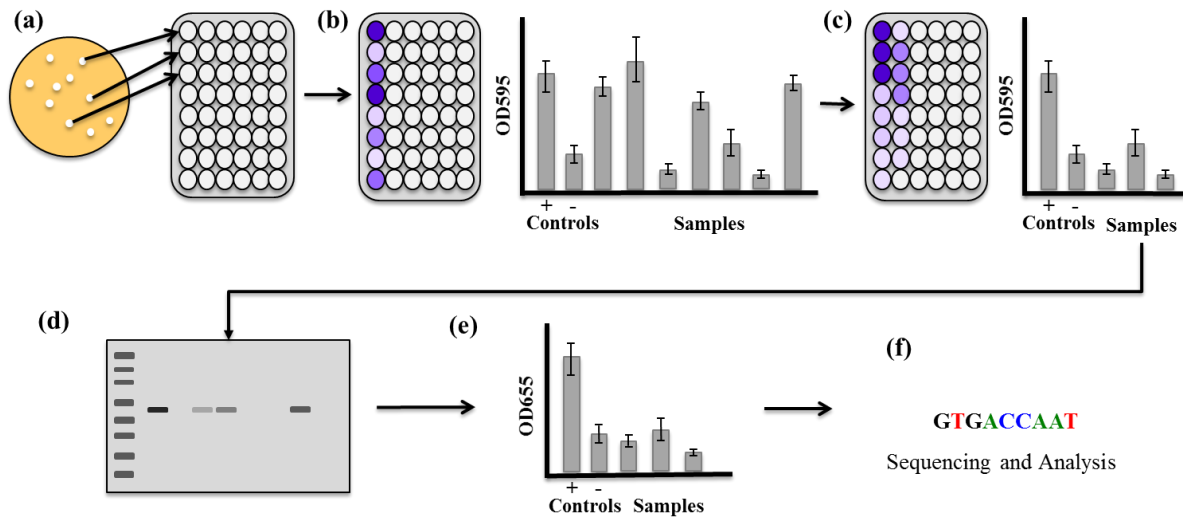 (a)
(b)
OD595
+ -
Controls Samples
(c)
OD595
+ -
Controls Samples
(d)
(e)
OD655
+ -
Controls Samples
(f)
GTGACCAAT
Sequencing and Analysis